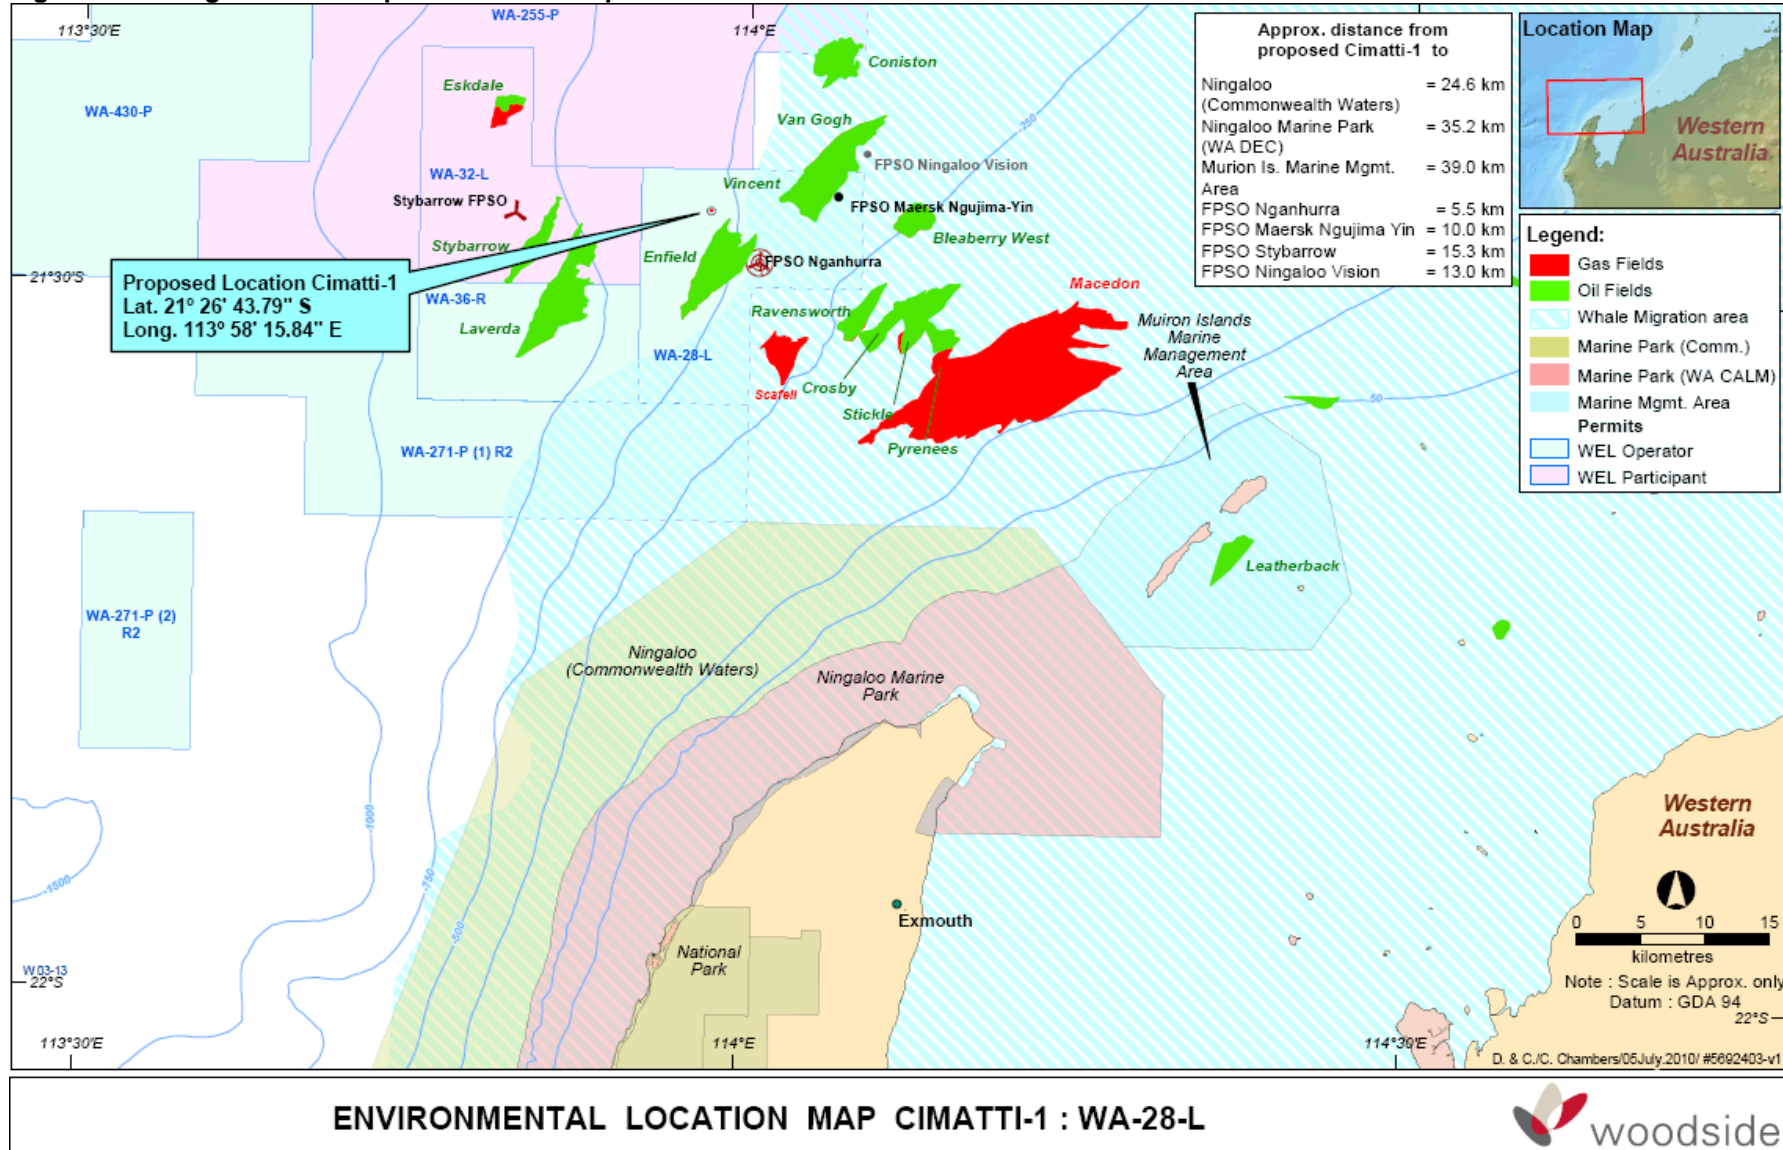 113°30'E
WA-255-P
114°E
Coniston
Eskdale
WA-430-P
Van Gogh
-250
FPSO Ningaloo Vision
WA-32-L
Vincent
Stybarrow FPSO
FPSO Maersk Ngujima-Yin
Stybarrow
Enfield
Bleaberry West
FPSO Nganhurra
21°30'S
Proposed Location Cimatti-1
Lat. 21° 26' 43.79" S
Long. 113° 58' 15.84" E
WA-36-R
Laverda
Ravensworth
Macedon
Muiron Islands
Marine
Management
Area
WA-28-L
Scafell
Crosby
Stickle
Pyrenees
50
WA-271-P (1) R2
Leatherback
WA-271-P (2)
R2
Ningaloo
(Commonwealth Waters)
Ningaloo Marine
Park
-1000
-750
-1500
-500
Exmouth
National
Park
W03-13
22°S
113°30'E
114°E
114°30'E
Approx. distance from
proposed Cimatti-1 to
Ningaloo = 24.6 km
(Commonwealth Waters)
Ningaloo Marine Park = 35.2 km
(WA DEC)
Murion Is. Marine Mgmt. = 39.0 km
Area
FPSO Nganhurra = 5.5 km
FPSO Maersk Ngujima Yin = 10.0 km
FPSO Stybarrow = 15.3 km
FPSO Ningaloo Vision = 13.0 km
Location Map
Western
Australia
Legend:
Gas Fields
Oil Fields
Whale Migration area
Marine Park (Comm.)
Marine Park (WA CALM)
Marine Mgmt. Area
Permits
WEL Operator
WEL Participant
Western
Australia
0 5 10 15
kilometres
Note : Scale is Approx. only
Datum : GDA 94
22°S
D. & C./C. Chambers/05July.2010/ #5692403-v1
ENVIRONMENTAL LOCATION MAP CIMATTI-1 : WA-28-L
woodside